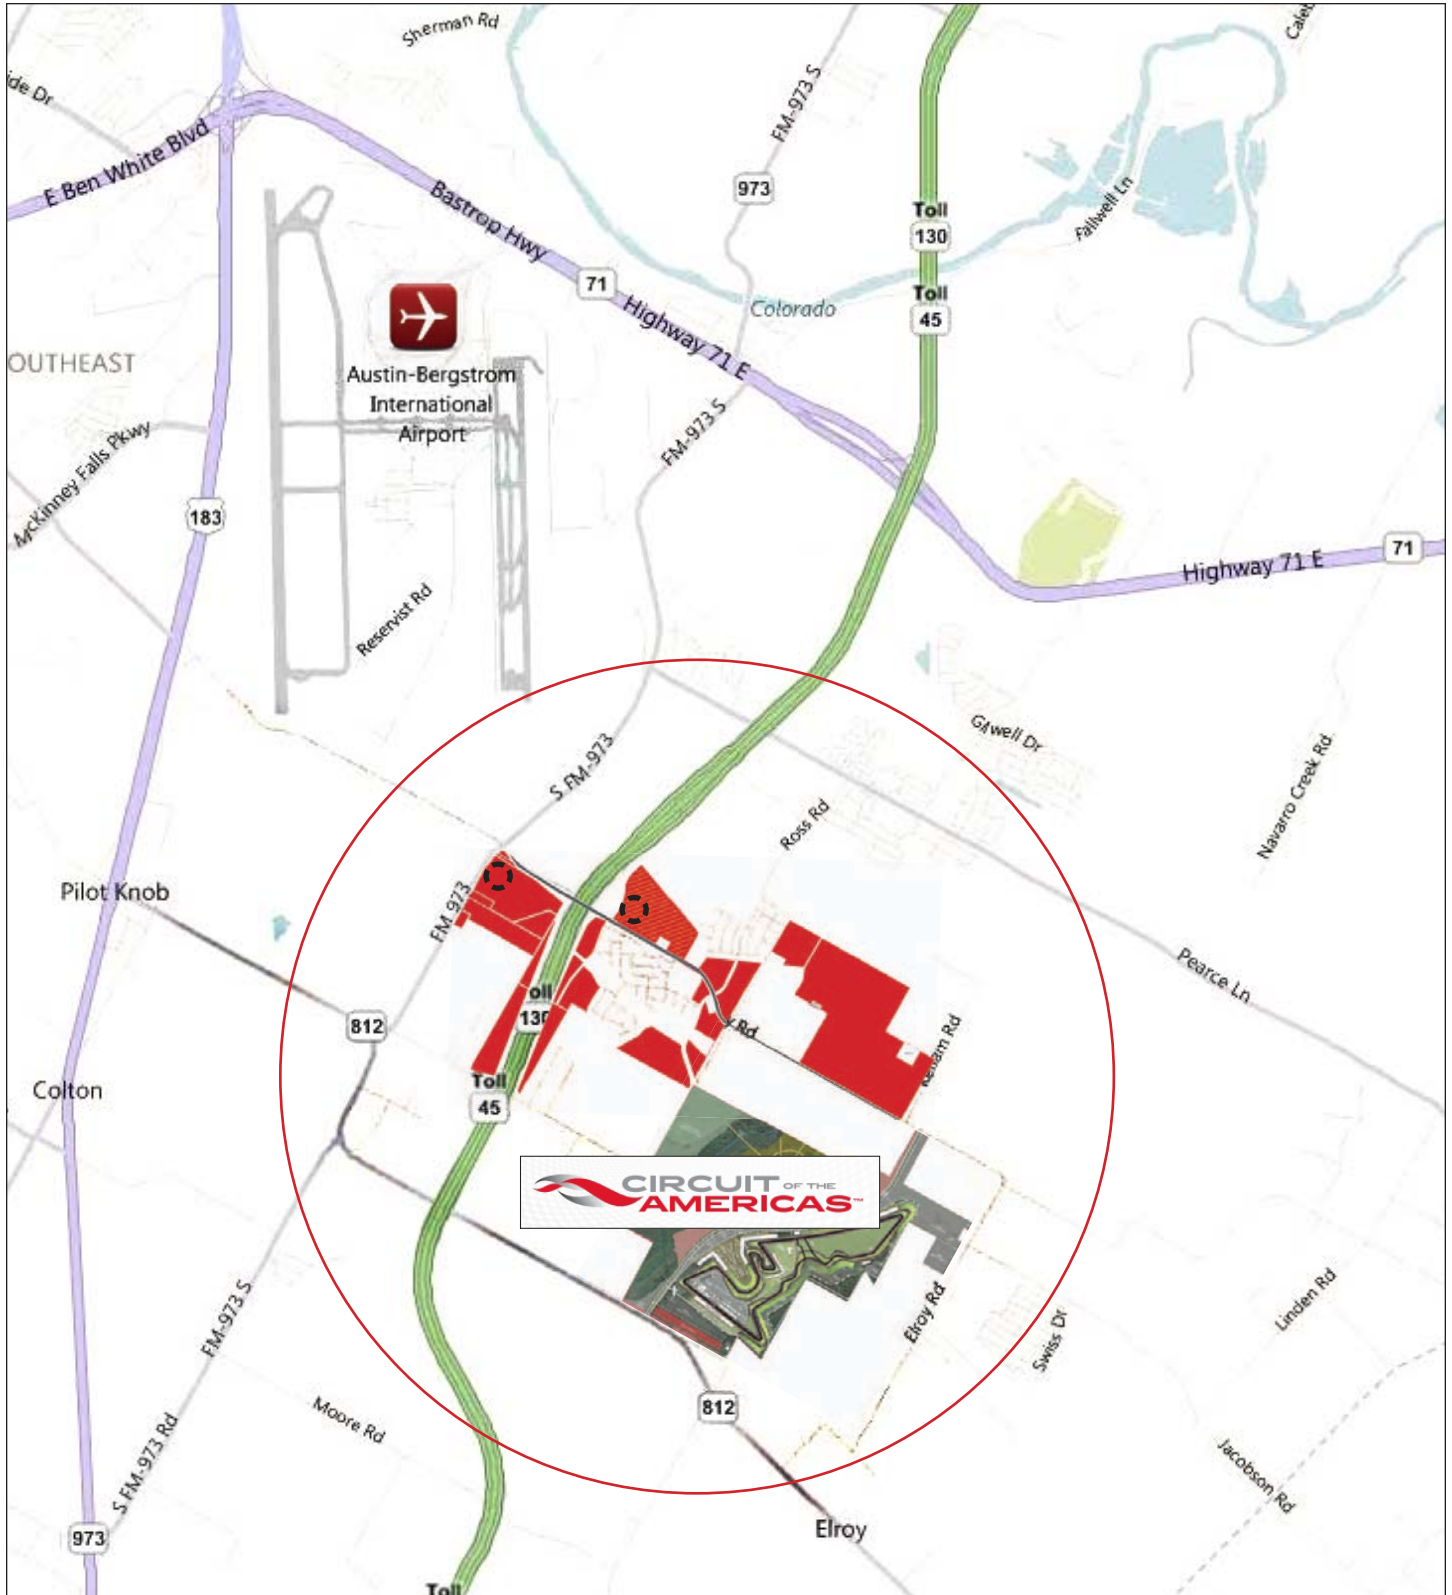 Sherman Rd
ide Dr
FM-973 S
E Ben White Blvd
Bastrop Hwy
973
Toll
130
Fallwell Ln
71
Highway 71 E
Colorado
Toll
45
OUTHEAST
Austin-Bergstrom
International
Airport
McKinney Falls Pkwy
FM-973 S
183
Highway 71 E
71
Reservist Rd
Gilwell Dr
S FM-973
Ross Rd
Navarro Creek Rd
Pilot Knob
FM 973
Pearce Ln
oll
130
y Rd
812
Colton
Toll
45
CIRCUIT OF THE
AMERICAS™
FM-973 S
Elroy Rd
Swiss Dr
Linden Rd
Moore Rd
812
S FM-973 Rd
Jacobson Rd
973
Elroy
Toll